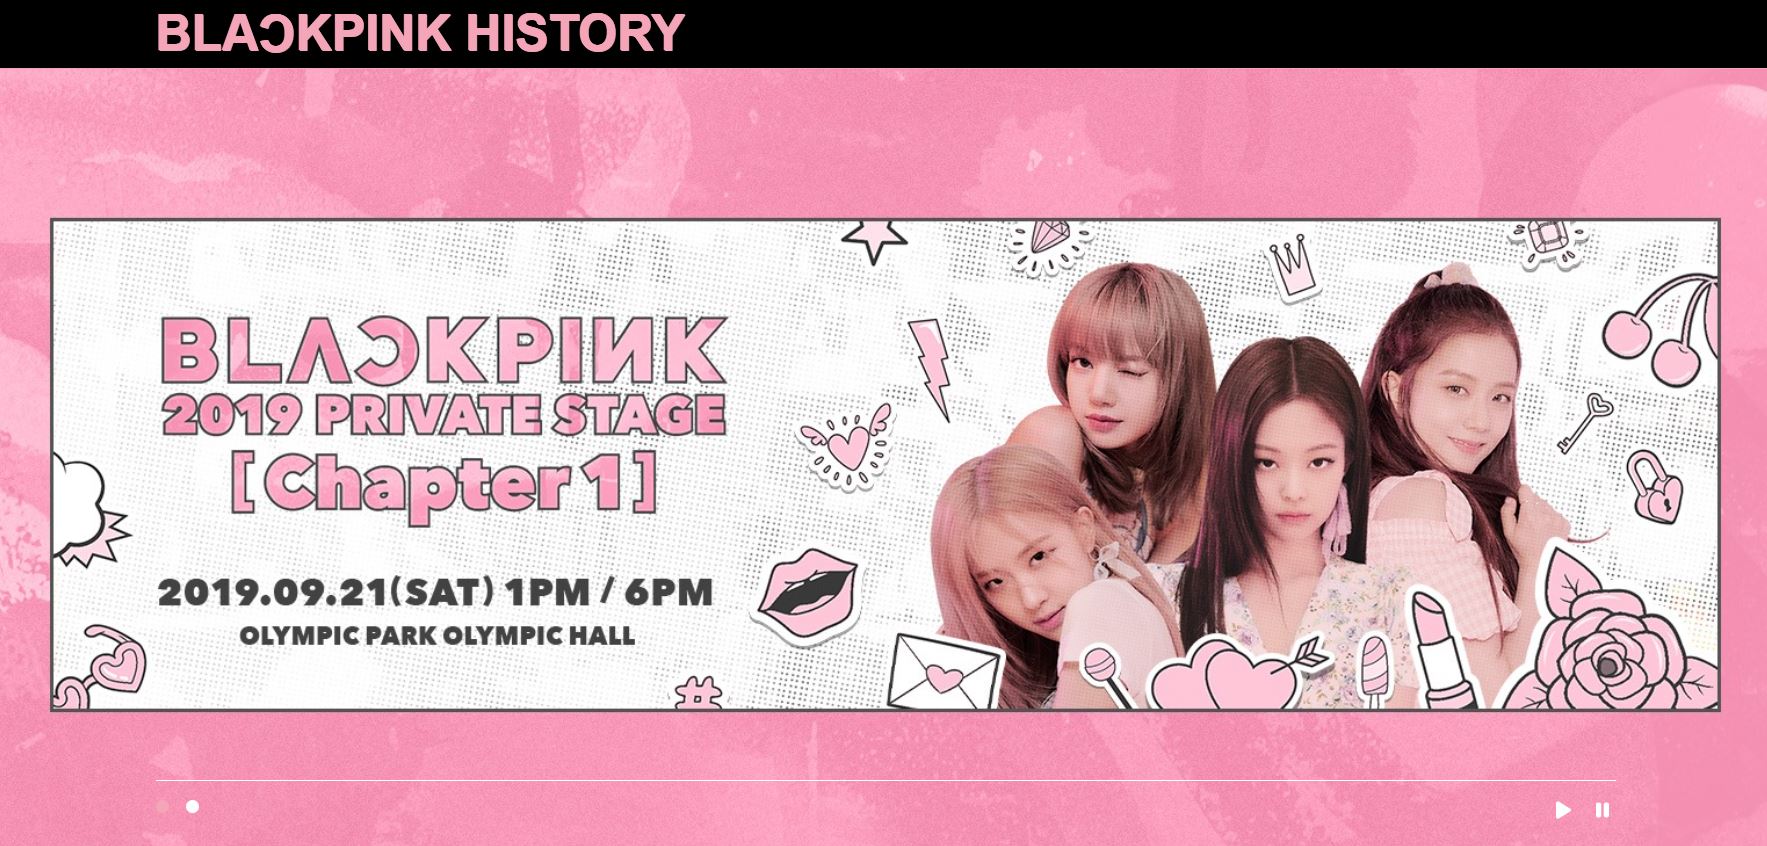 BLACKPINK HISTORY
BLACKPINK
2019 PRIVATE STAGE
[Chapter 1]
2019.09.21(SAT) 1PM / 6PM
OLYMPIC PARK OLYMPIC HALL
#